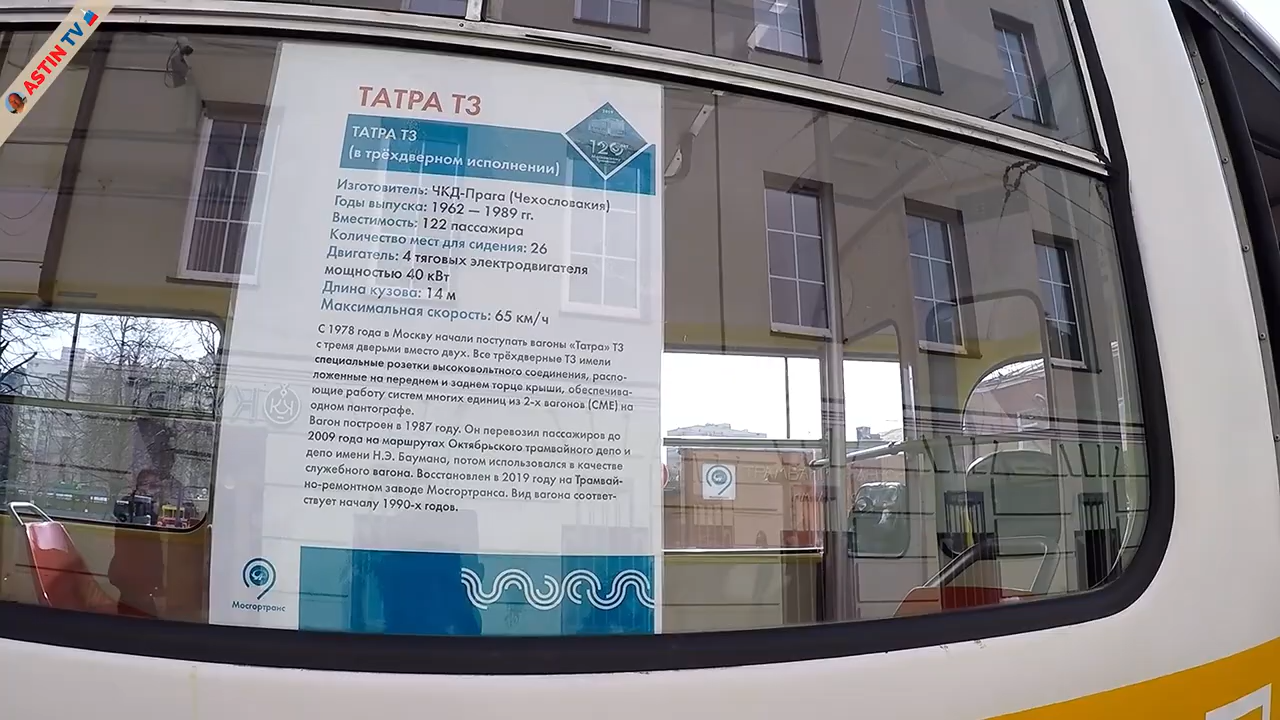 ASTIN TV
ТАТРА Т3
120
ТАТРА Т3
(в трёхдверном исполнении)
Изготовитель: ЧКД-Прага (Чехословакия)
Годы выпуска: 1962 — 1989 гг.
Вместимость: 122 пассажира
Количество мест для сидения: 26
Двигатель: 4 тяговых электродвигателя
мощностью 40 кВт
Длина кузова: 14 м
Максимальная скорость: 65 км/ч
С 1978 года в Москву начали поступать вагоны «Татра» Т3
с тремя дверьми вместо двух. Все трёхдверные Т3 имели
специальные розетки высоковольтного соединения, распо-
ложенные на переднем и заднем торце крыши, обеспечива-
ющие работу систем многих единиц из 2-х вагонов (СМЕ) на
одном пантографе.
Вагон построен в 1987 году. Он перевозил пассажиров до
2009 года на маршрутах Октябрьского трамвайного депо и
депо имени Н.Э. Баумана, потом использовался в качестве
служебного вагона. Восстановлен в 2019 году на Трамвай-
но-ремонтном заводе Мосгортранса. Вид вагона соответ-
ствует началу 1990-х годов.
Мосгортранс